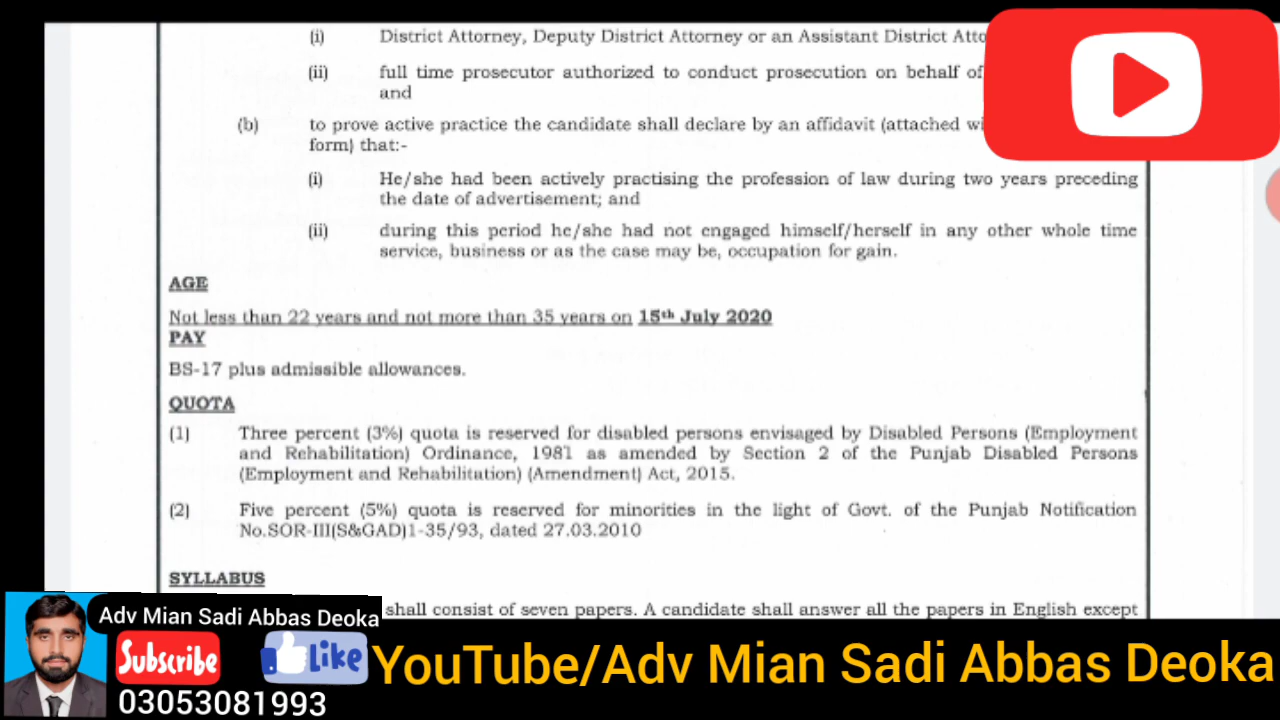 (i) District Attorney, Deputy District Attorney or an Assistant District
(ii) full time prosecutor authorized to conduct prosecution on behalf of
and
(b) to prove active practice the candidate shall declare by an affidavit (attached
form) that:-
(i) He/she had been actively practising the profession of law during two years preceding
the date of advertisement; and
(ii) during this period he/she had not engaged himself/herself in any other whole time
service, business or as the case may be, occupation for gain.
AGE
Not less than 22 years and not more than 35 years on 15th July 2020
PAY
BS-17 plus admissible allowances.
QUOTA
(1) Three percent (3%) quota is reserved for disabled persons envisaged by Disabled Persons (Employment
and Rehabilitation) Ordinance, 1981 as amended by Section 2 of the Punjab Disabled Persons
(Employment and Rehabilitation) (Amendment) Act, 2015.
(2) Five percent (5%) quota is reserved for minorities in the light of Govt. of the Punjab Notification
No.SOR-III(S&GAD)1-35/93, dated 27.03.2010
SYLLABUS
shall consist of seven papers. A candidate shall answer all the papers in English except
Adv Mian Sadi Abbas Deoka
Subscribe
Like
YouTube/Adv Mian Sadi Abbas Deoka
03053081993